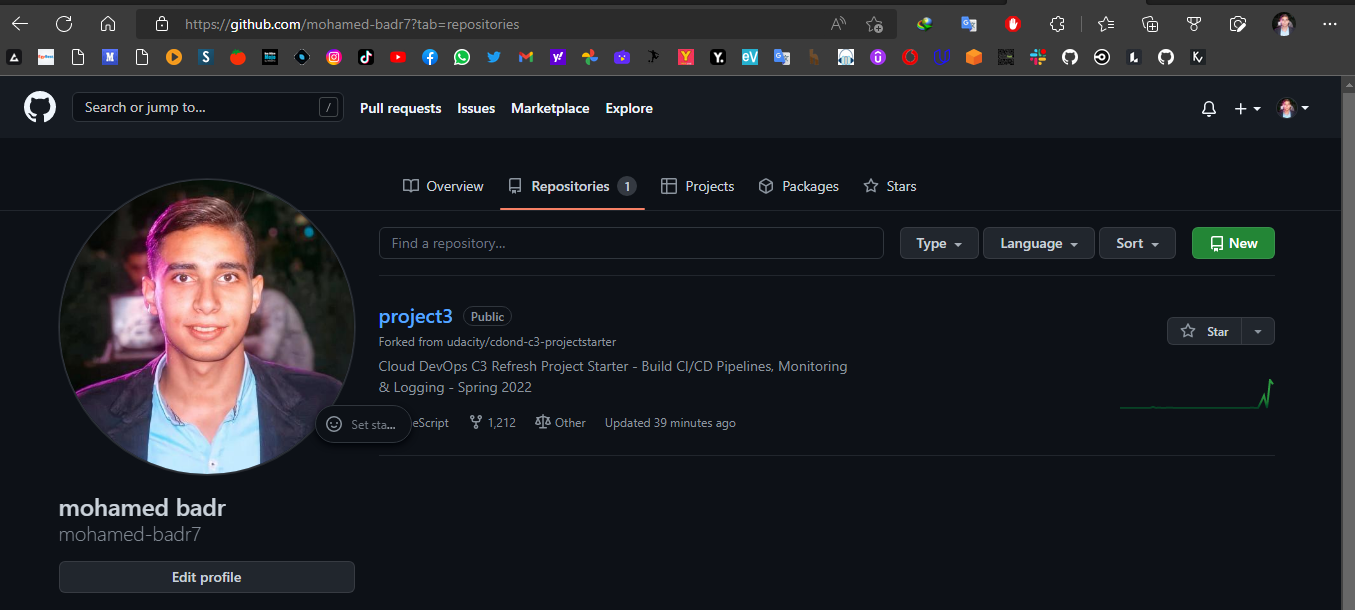 https://github.com/mohamed-badr7?tab=repositories
Search or jump to... /
Pull requests Issues Marketplace Explore
Overview Repositories 1 Projects Packages Stars
Find a repository... Type Language Sort New
project3 Public
Star
Forked from udacity/cdond-c3-projectstarter
Cloud DevOps C3 Refresh Project Starter - Build CI/CD Pipelines, Monitoring
& Logging - Spring 2022
Set sta... eScript 1,212 Other Updated 39 minutes ago
mohamed badr
mohamed-badr7
Edit profile